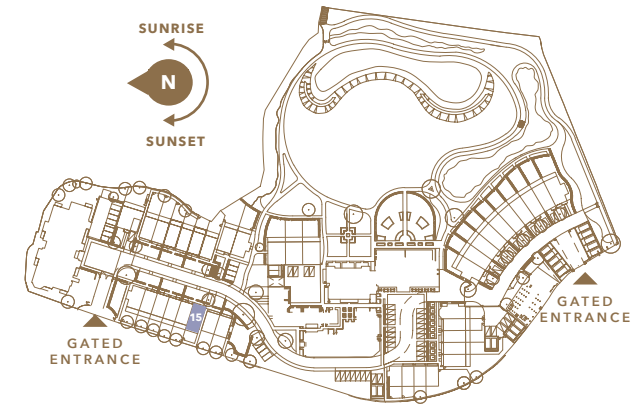 SUNRISE
N
SUNSET
15
GATED
ENTRANCE
GATED
ENTRANCE